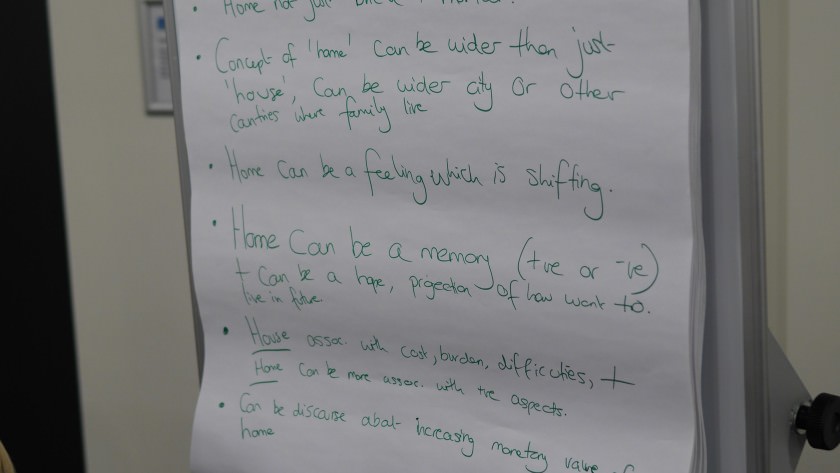 • Home not just
• Concept of 'home' can be wider than just
'house', can be wider city or other
countries where family live
• Home can be a feeling which is shifting.
• Home can be a memory (+ve or -ve)
+ can be a hope, projection of how want to.
live in future.
• House assoc. with cost, burden, difficulties, +
Home can be more assoc. with +ve aspects.
• Can be discourse about increasing monetary value
home